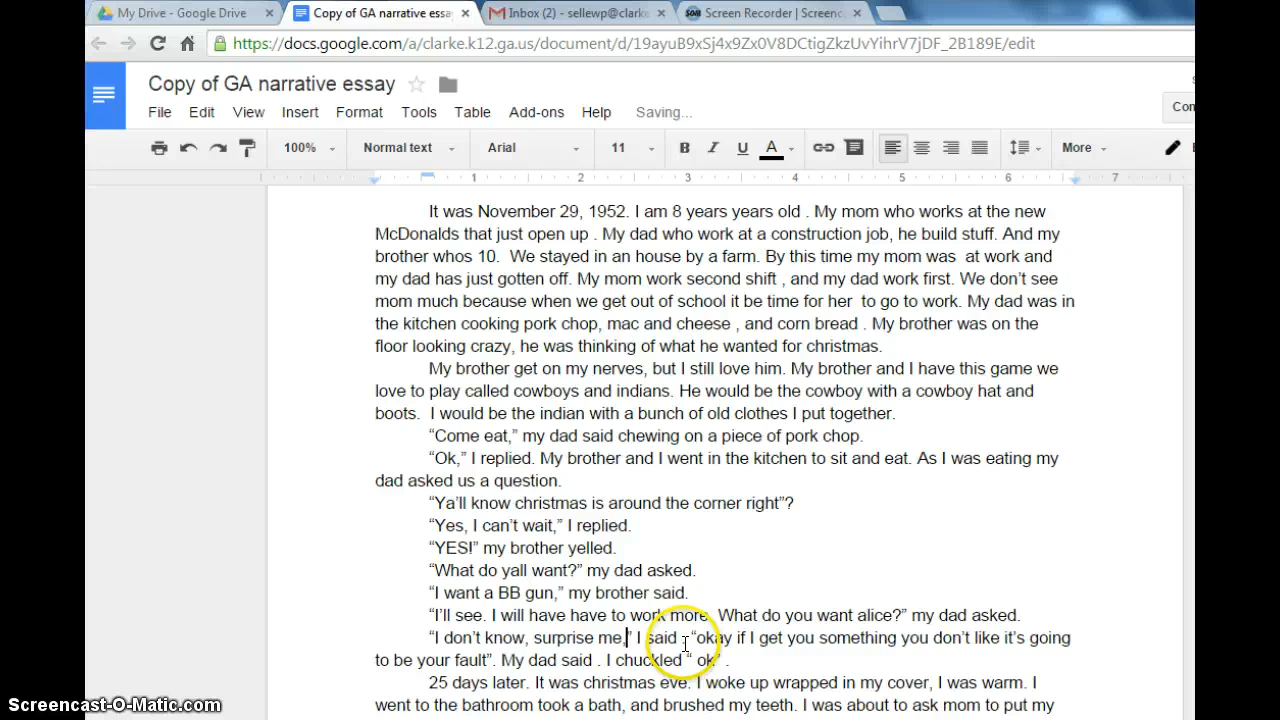 My Drive - Google Drive
Copy of GA narrative essa
Inbox (2) - sellewp@clark
Screen Recorder | Screenc
https://docs.google.com/a/clarke.k12.ga.us/document/d/
Copy of GA narrative essay
File Edit View Insert Format Tools Table Add-ons Help Saving...
Con
100% Normal text Arial 11 B I U A More
1 2 3 4 5 6 7
It was November 29, 1952. I am 8 years years old . My mom who works at the new
McDonalds that just open up . My dad who work at a construction job, he build stuff. And my
brother whos 10. We stayed in an house by a farm. By this time my mom was at work and
my dad has just gotten off. My mom work second shift , and my dad work first. We don't see
mom much because when we get out of school it be time for her to go to work. My dad was in
the kitchen cooking pork chop, mac and cheese , and corn bread . My brother was on the
floor looking crazy, he was thinking of what he wanted for christmas.
My brother get on my nerves, but I still love him. My brother and I have this game we
love to play called cowboys and indians. He would be the cowboy with a cowboy hat and
boots. I would be the indian with a bunch of old clothes I put together.
“Come eat,” my dad said chewing on a piece of pork chop.
“Ok,” I replied. My brother and I went in the kitchen to sit and eat. As I was eating my
dad asked us a question.
“Ya’ll know christmas is around the corner right”?
“Yes, I can’t wait,” I replied.
“YES!” my brother yelled.
“What do yall want?” my dad asked.
“I want a BB gun,” my brother said.
“I’ll see. I will have have to work more. What do you want alice?” my dad asked.
“I don’t know, surprise me,” I said . “okay if I get you something you don’t like it’s going
to be your fault”. My dad said . I chuckled “ ok” .
25 days later. It was christmas eve. I woke up wrapped in my cover, I was warm. I
went to the bathroom took a bath, and brushed my teeth. I was about to ask mom to put my
Screencast-O-Matic.com